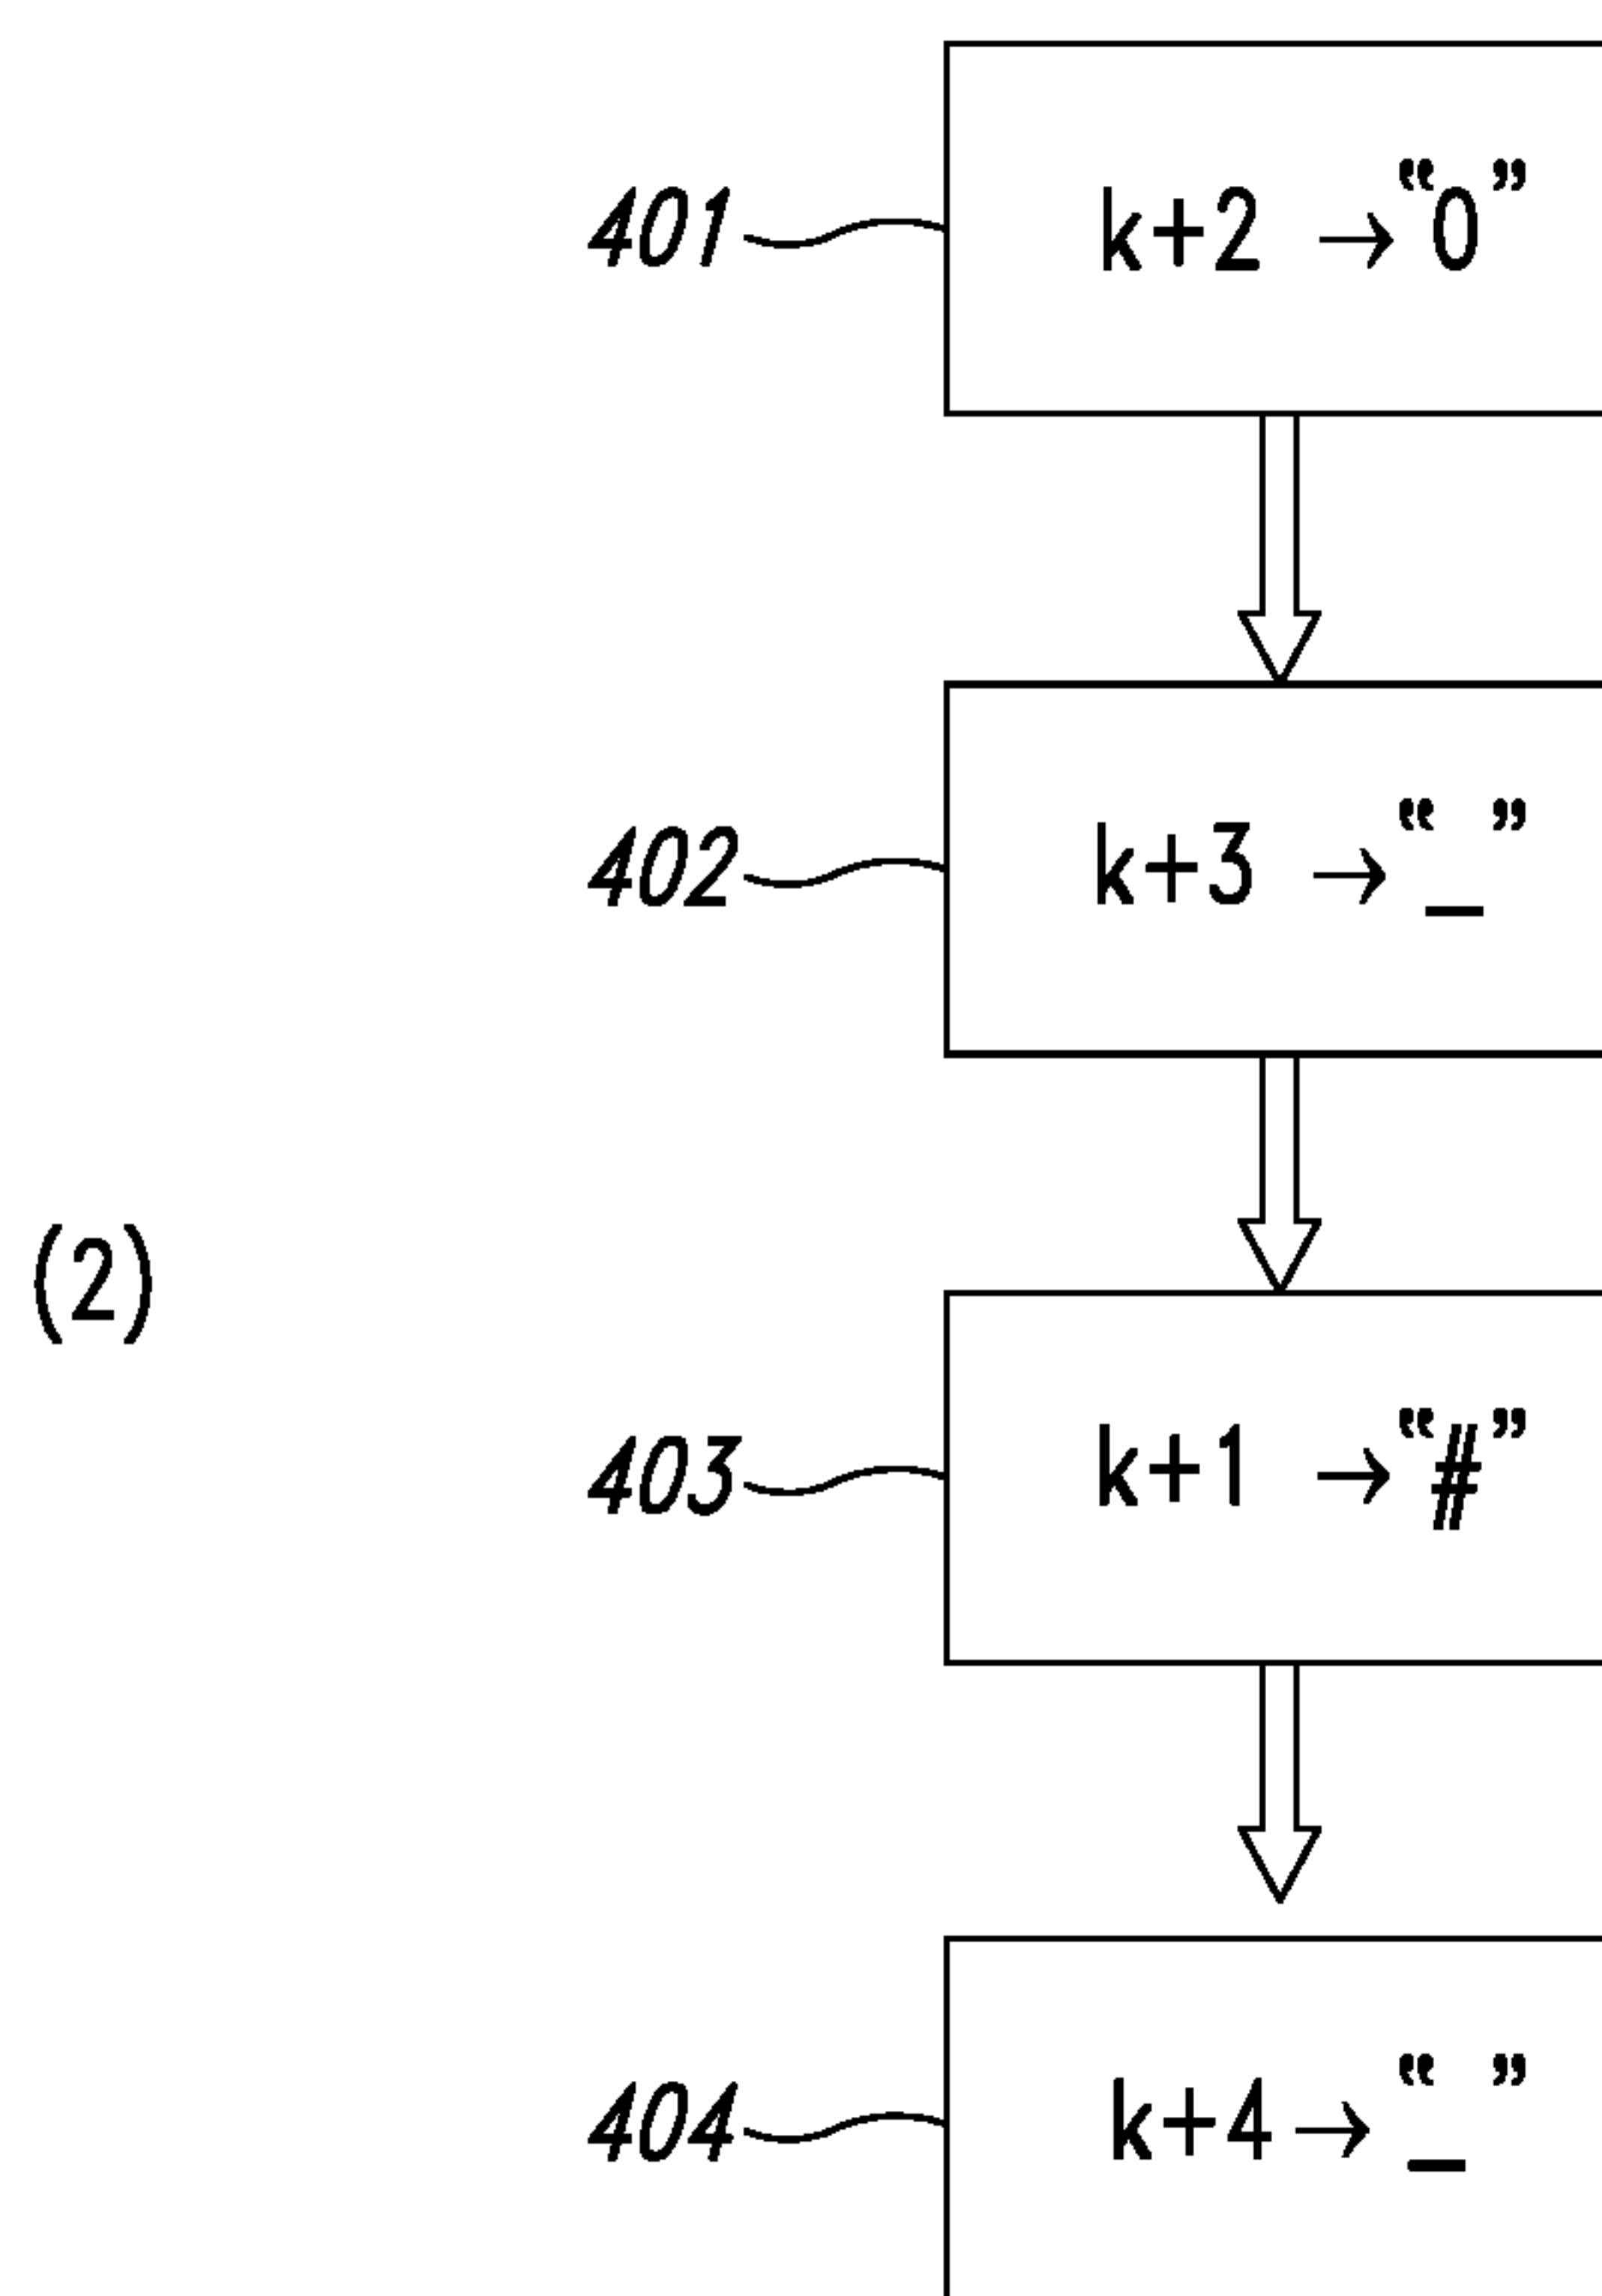 401 k+2 →“0”
402 k+3 →“_”
(2)
403 k+1 →“#”
404 k+4→“_”